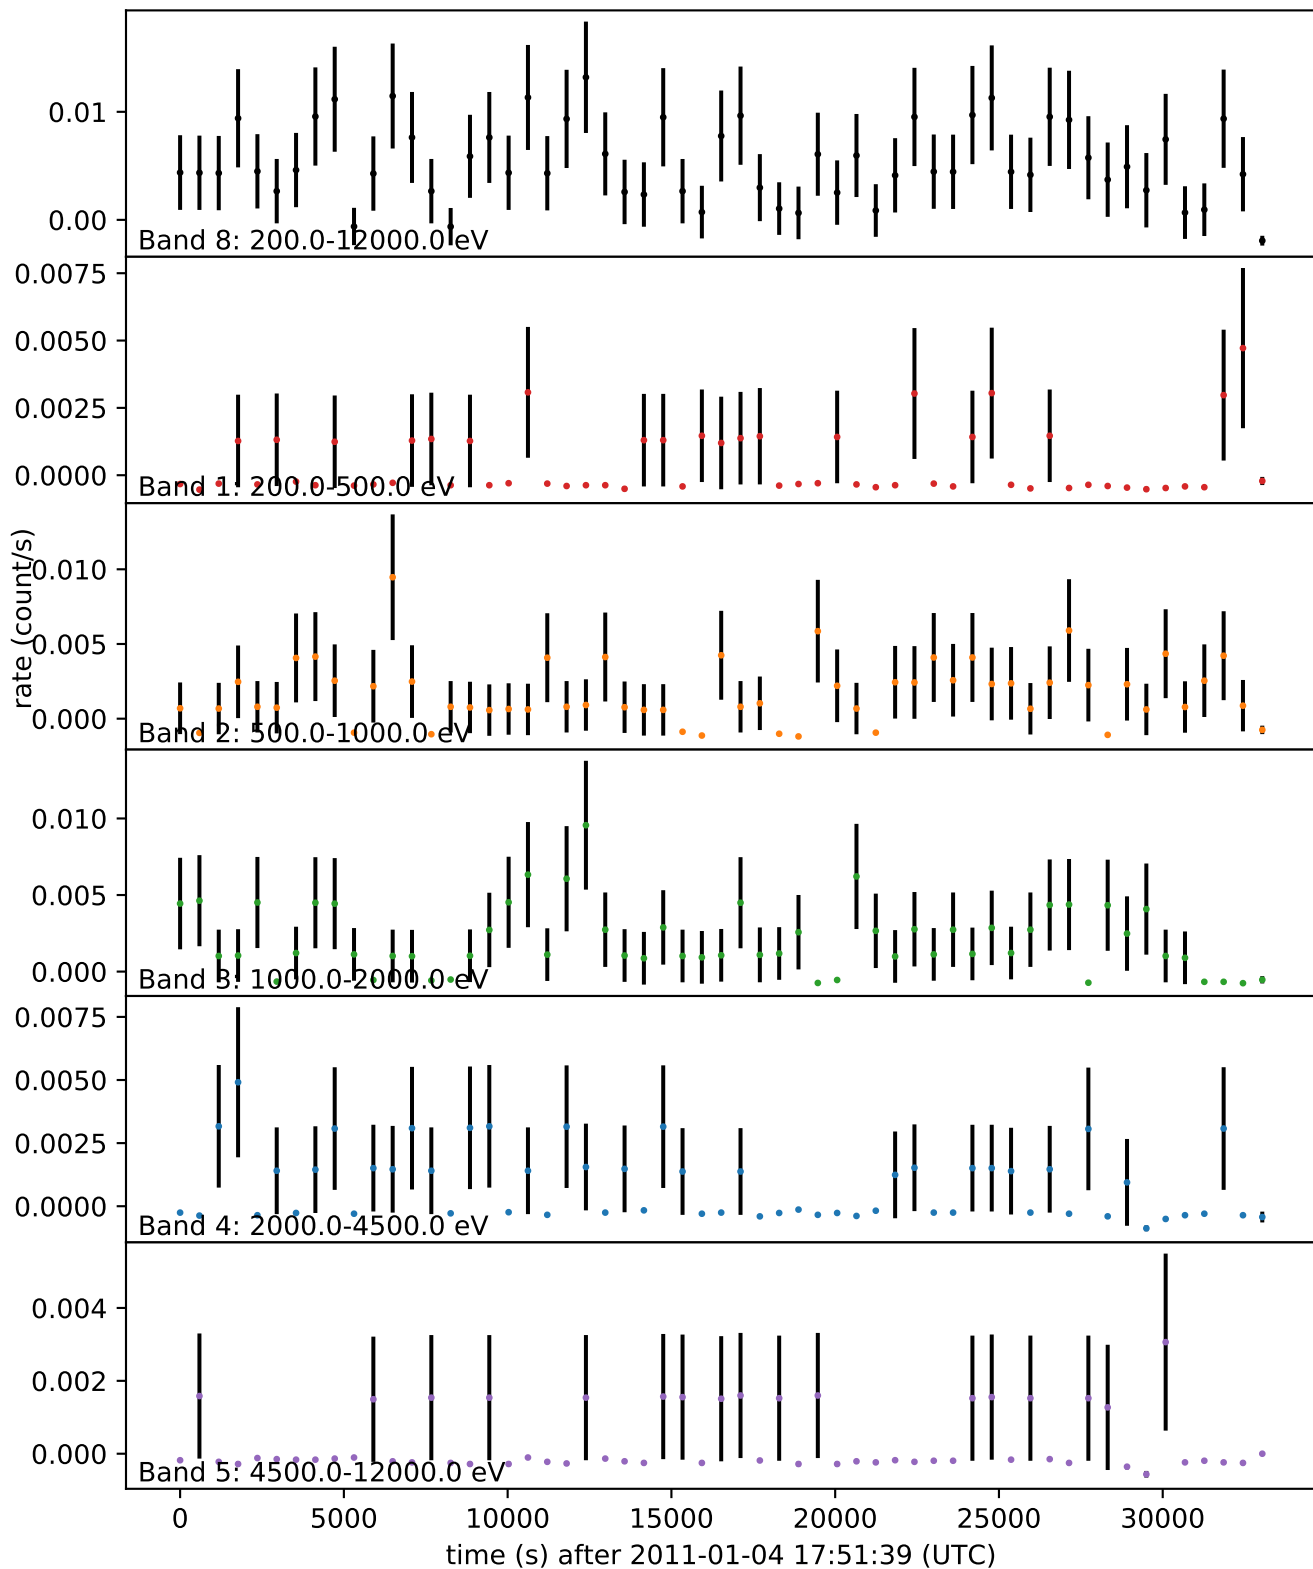 0.01
0.00
Band 8: 200.0-12000.0 eV
0.0075
0.0050
0.0025
0.0000
Band 1: 200.0-500.0 eV
rate (count/s)
0.010
0.005
0.000
Band 2: 500.0-1000.0 eV
0.010
0.005
0.000
Band 3: 1000.0-2000.0 eV
0.0075
0.0050
0.0025
0.0000
Band 4: 2000.0-4500.0 eV
0.004
0.002
0.000
Band 5: 4500.0-12000.0 eV
0 5000 10000 15000 20000 25000 30000
time (s) after 2011-01-04 17:51:39 (UTC)